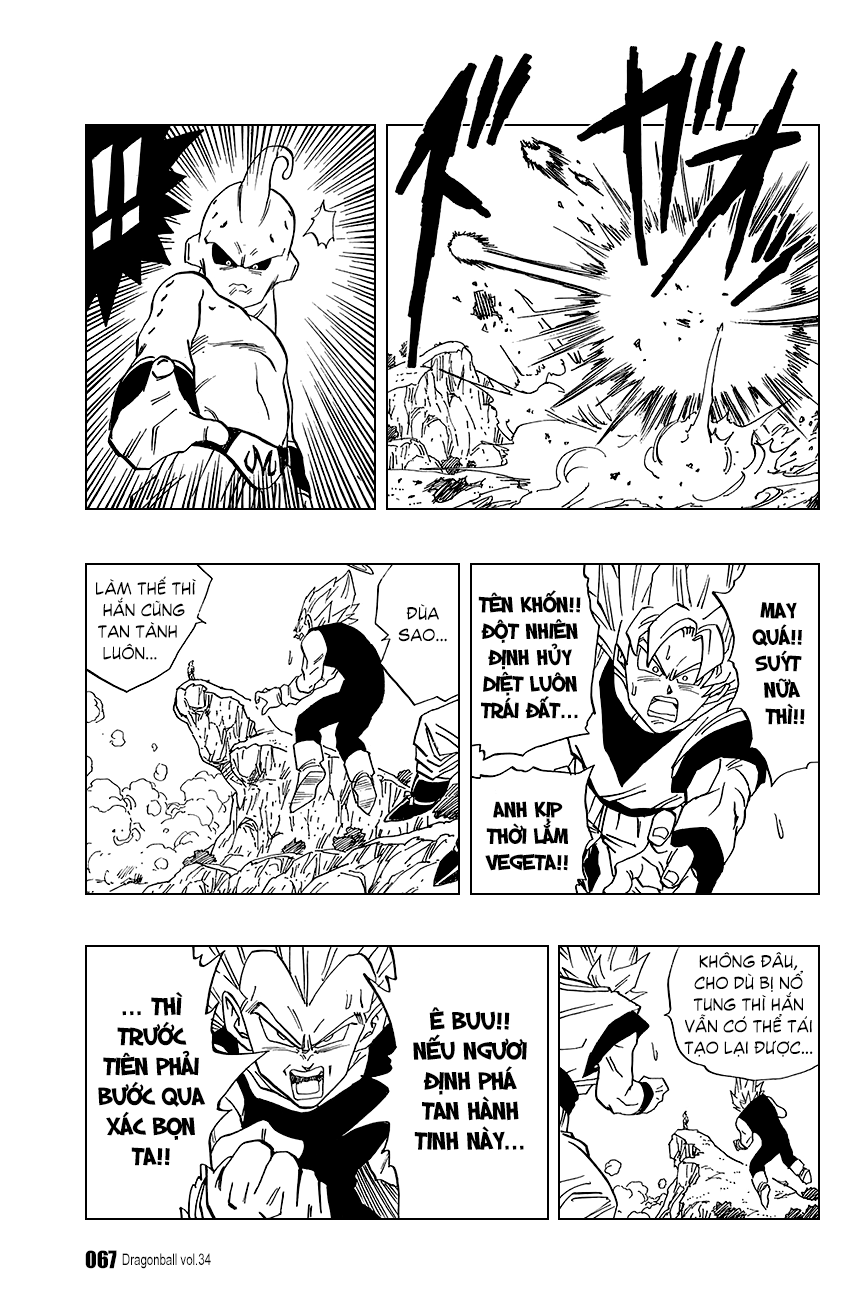 ドガオッ
!!
MAY
QUÁ!!
SUÝT
NỮA
THÌ!!
TÊN KHỐN!!
ĐỘT NHIÊN
ĐỊNH HỦY
DIỆT LUÔN
TRÁI ĐẤT...
ANH KỊP
THỜI LẮM
VEGETA!!
ĐÙA
SAO...
LÀM THẾ THÌ
HẮN CŨNG
TAN TÀNH
LUÔN...
KHÔNG ĐÂU,
CHO DÙ BỊ NỔ
TUNG THÌ HẮN
VẪN CÓ THỂ TÁI
TẠO LẠI ĐƯỢC...
Ê BUU!!
NẾU NGƯƠI
ĐỊNH PHÁ
TAN HÀNH
TINH NÀY...
... THÌ
TRƯỚC
TIÊN PHẢI
BƯỚC QUA
XÁC BỌN
TA!!
067 Dragonball vol.34